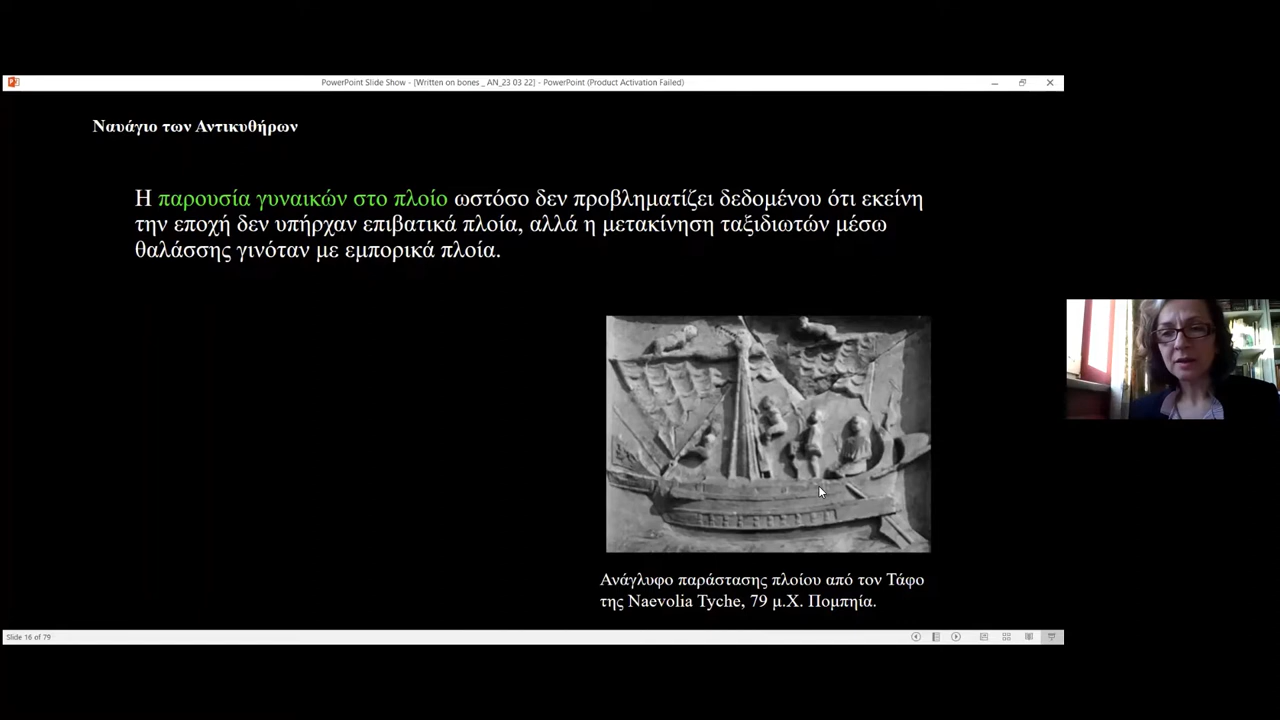 PowerPoint Slide Show - [Written on bones _ AN_23 03 22] - PowerPoint (Product Activation Failed)
Ναυάγιο των Αντικυθήρων
Η παρουσία γυναικών στο πλοίο ωστόσο δεν προβληματίζει δεδομένου ότι εκείνη
την εποχή δεν υπήρχαν επιβατικά πλοία, αλλά η μετακίνηση ταξιδιωτών μέσω
θαλάσσης γινόταν με εμπορικά πλοία.
Ανάγλυφο παράστασης πλοίου από τον Τάφο
της Naevolia Tyche, 79 μ.Χ. Πομπηία.
Slide 16 of 79